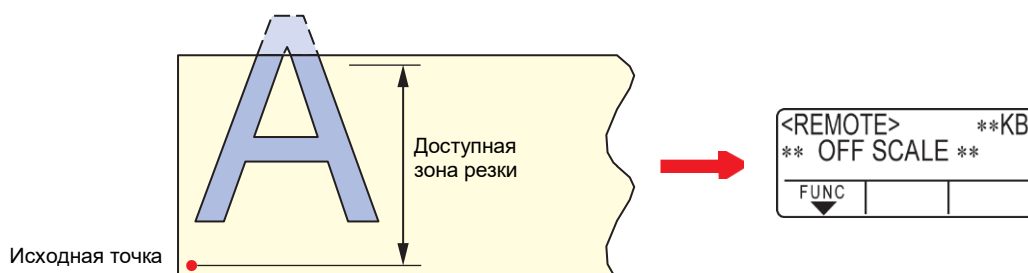 Доступная
зона резки
Исходная точка
<REMOTE> **KB
** OFF SCALE **
FUNC